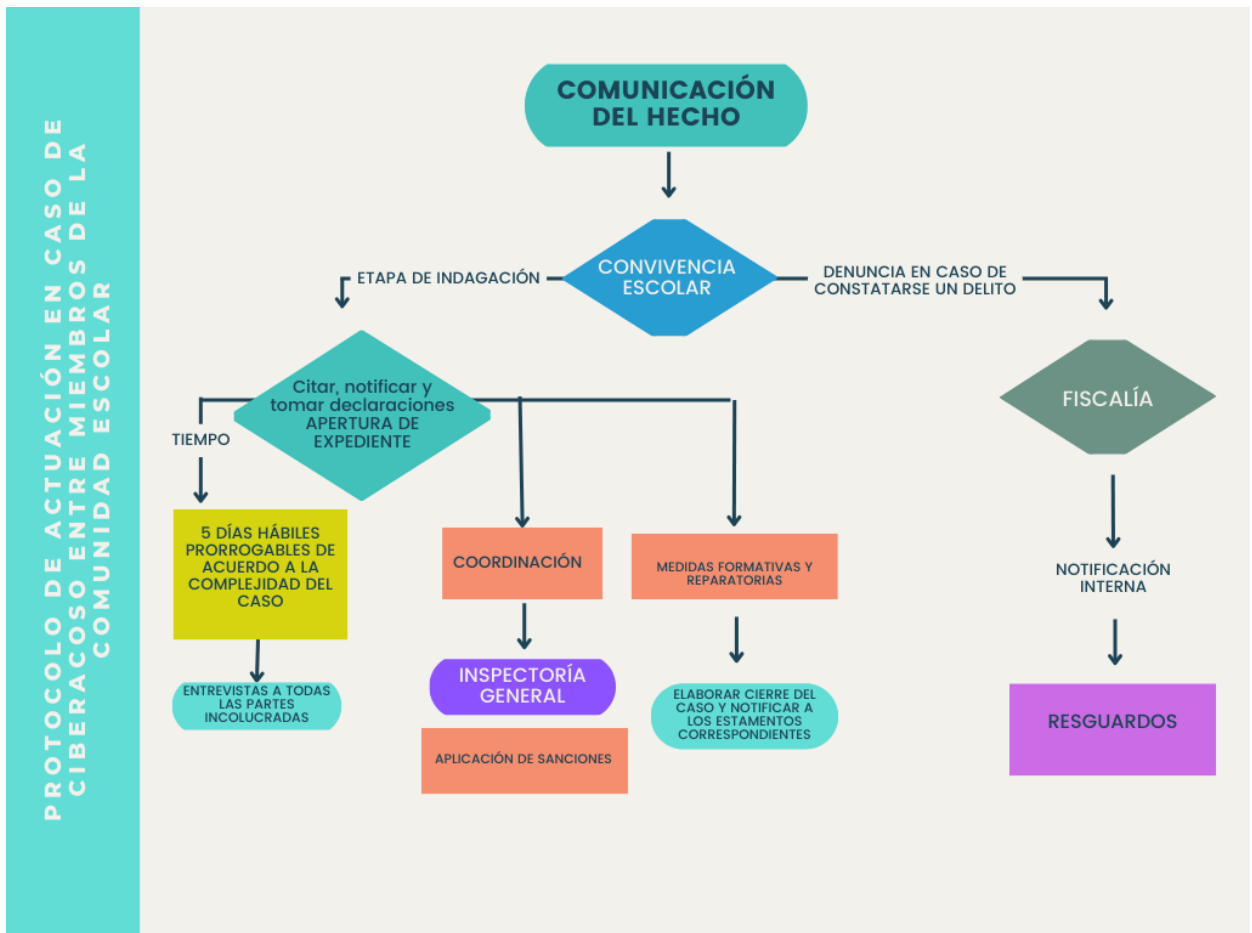 PROTOCOLO DE ACTUACIÓN EN CASO DE
CIBERACOSO ENTRE MIEMBROS DE LA
COMUNIDAD ESCOLAR
COMUNICACIÓN
DEL HECHO
CONVIVENCIA
ESCOLAR
ETAPA DE INDAGACIÓN
DENUNCIA EN CASO DE
CONSTATARSE UN DELITO
Citar, notificar y
tomar declaraciones
APERTURA DE
EXPEDIENTE
FISCALÍA
TIEMPO
5 DÍAS HÁBILES
PRORROGABLES DE
ACUERDO A LA
COMPLEJIDAD DEL
CASO
ENTREVISTAS A TODAS
LAS PARTES
INCOLUCRADAS
COORDINACIÓN
INSPECTORÍA
GENERAL
APLICACIÓN DE SANCIONES
MEDIDAS FORMATIVAS Y
REPARATORIAS
ELABORAR CIERRE DEL
CASO Y NOTIFICAR A
LOS ESTAMENTOS
CORRESPONDIENTES
NOTIFICACIÓN
INTERNA
RESGUARDOS